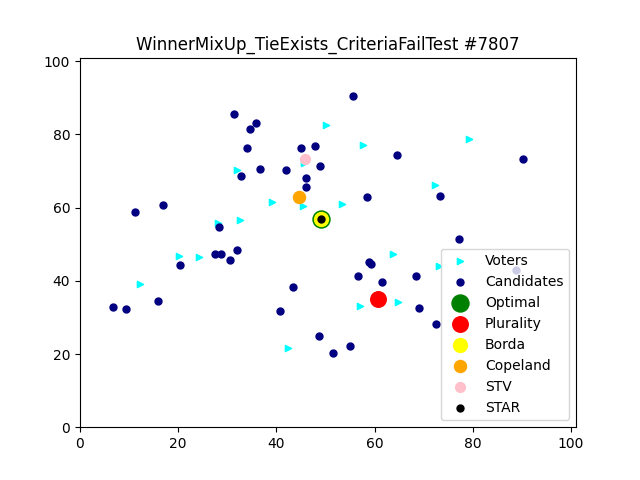 WinnerMixUp_TieExists_CriteriaFailTest #7807
100
80
60
40
20
0
0 20 40 60 80 100
Voters
Candidates
Optimal
Plurality
Borda
Copeland
STV
STAR